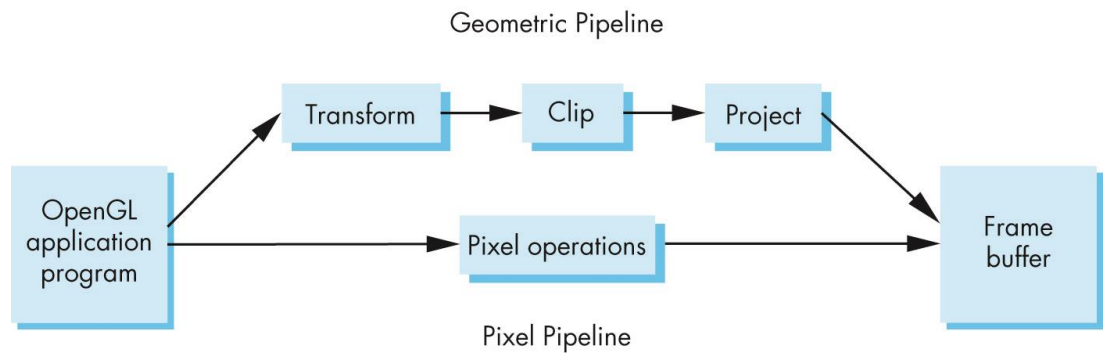 Geometric Pipeline
Transform
Clip
Project
OpenGL
application
program
Pixel operations
Frame
buffer
Pixel Pipeline